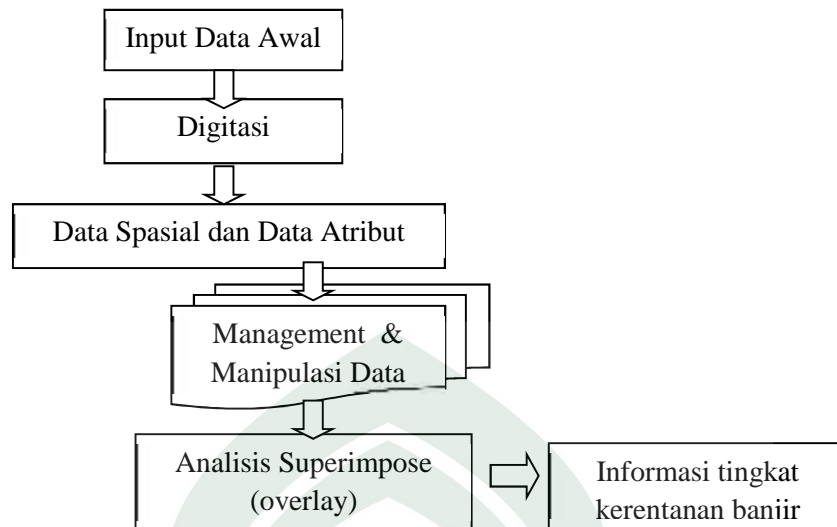 Input Data Awal
Digitasi
Data Spasial dan Data Atribut
Management &
Manipulasi Data
Analisis Superimpose
(overlay)
Informasi tingkat
kerentanan banjir